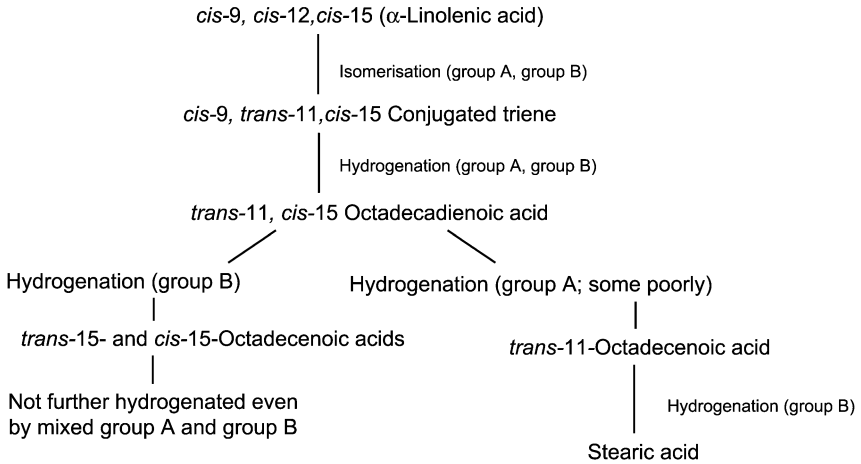 cis-9, cis-12,cis-15 (α-Linolenic acid)
Isomerisation (group A, group B)
cis-9, trans-11,cis-15 Conjugated triene
Hydrogenation (group A, group B)
trans-11, cis-15 Octadecadienoic acid
Hydrogenation (group B)
Hydrogenation (group A; some poorly)
trans-15- and cis-15-Octadecenoic acids
trans-11-Octadecenoic acid
Not further hydrogenated even
by mixed group A and group B
Hydrogenation (group B)
Stearic acid